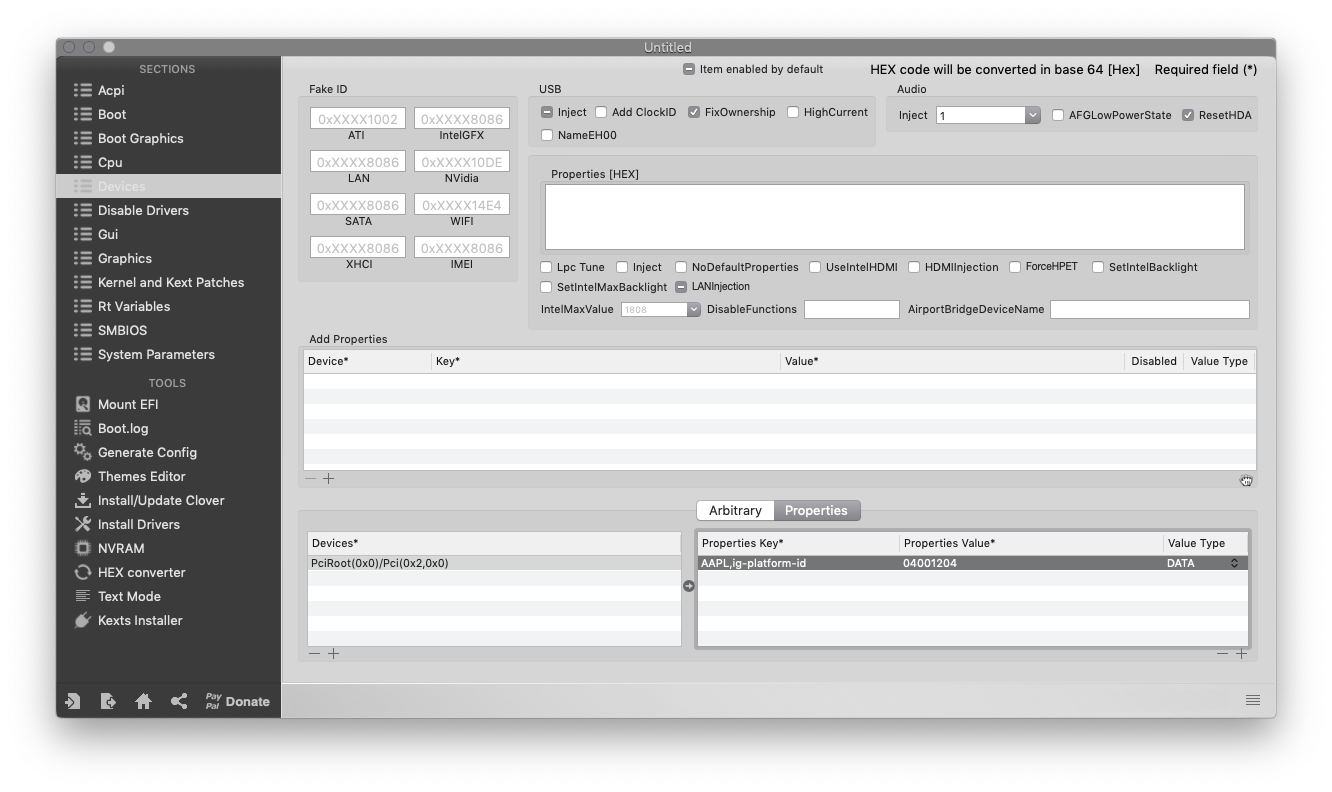 Untitled
SECTIONS
Acpi
Boot
Boot Graphics
Cpu
Devices
Disable Drivers
Gui
Graphics
Kernel and Kext Patches
Rt Variables
SMBIOS
System Parameters
TOOLS
Mount EFI
Boot.log
Generate Config
Themes Editor
Install/Update Clover
Install Drivers
NVRAM
HEX converter
Text Mode
Kexts Installer
Pay
Pal
Donate
Item enabled by default
HEX code will be converted in base 64 [Hex]
Required field (*)
Fake ID
0xXXXX1002 0xXXXX8086
ATI IntelGFX
0xXXXX8086 0xXXXX10DE
LAN NVidia
0xXXXX8086 0xXXXX14E4
SATA WIFI
0xXXXX8086 0xXXXX8086
XHCI IMEI
USB
Inject Add ClockID FixOwnership HighCurrent
NameEH00
Audio
Inject 1 AFGLowPowerState ResetHDA
Properties [HEX]
Lpc Tune Inject NoDefaultProperties UseIntelHDMI HDMIInjection ForceHPET SetIntelBacklight
SetIntelMaxBacklight LANInjection
IntelMaxValue 1808 DisableFunctions AirportBridgeDeviceName
Add Properties
Device* Key* Value* Disabled Value Type
Arbitrary Properties
Devices*
PciRoot(0x0)/Pci(0x2,0x0)
Properties Key* Properties Value* Value Type
AAPL,ig-platform-id 04001204 DATA